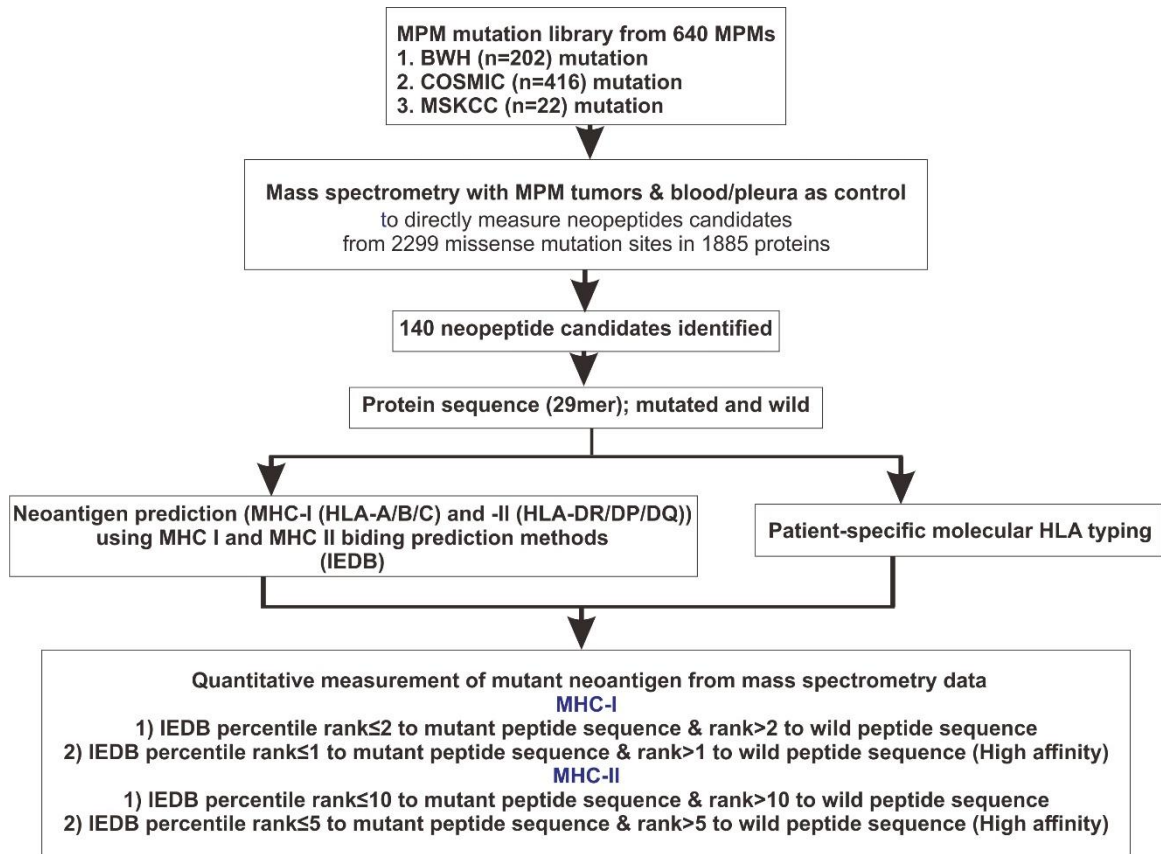 MPM mutation library from 640 MPMs
1. BWH (n=202) mutation
2. COSMIC (n=416) mutation
3. MSKCC (n=22) mutation
Mass spectrometry with MPM tumors & blood/pleura as control
to directly measure neopeptides candidates
from 2299 missense mutation sites in 1885 proteins
140 neopeptide candidates identified
Protein sequence (29mer); mutated and wild
Neoantigen prediction (MHC-I (HLA-A/B/C) and -II (HLA-DR/DP/DQ))
using MHC I and MHC II biding prediction methods
(IEDB)
Patient-specific molecular HLA typing
Quantitative measurement of mutant neoantigen from mass spectrometry data
MHC-I
1) IEDB percentile rank≤2 to mutant peptide sequence & rank>2 to wild peptide sequence
2) IEDB percentile rank≤1 to mutant peptide sequence & rank>1 to wild peptide sequence (High affinity)
MHC-II
1) IEDB percentile rank≤10 to mutant peptide sequence & rank>10 to wild peptide sequence
2) IEDB percentile rank≤5 to mutant peptide sequence & rank>5 to wild peptide sequence (High affinity)